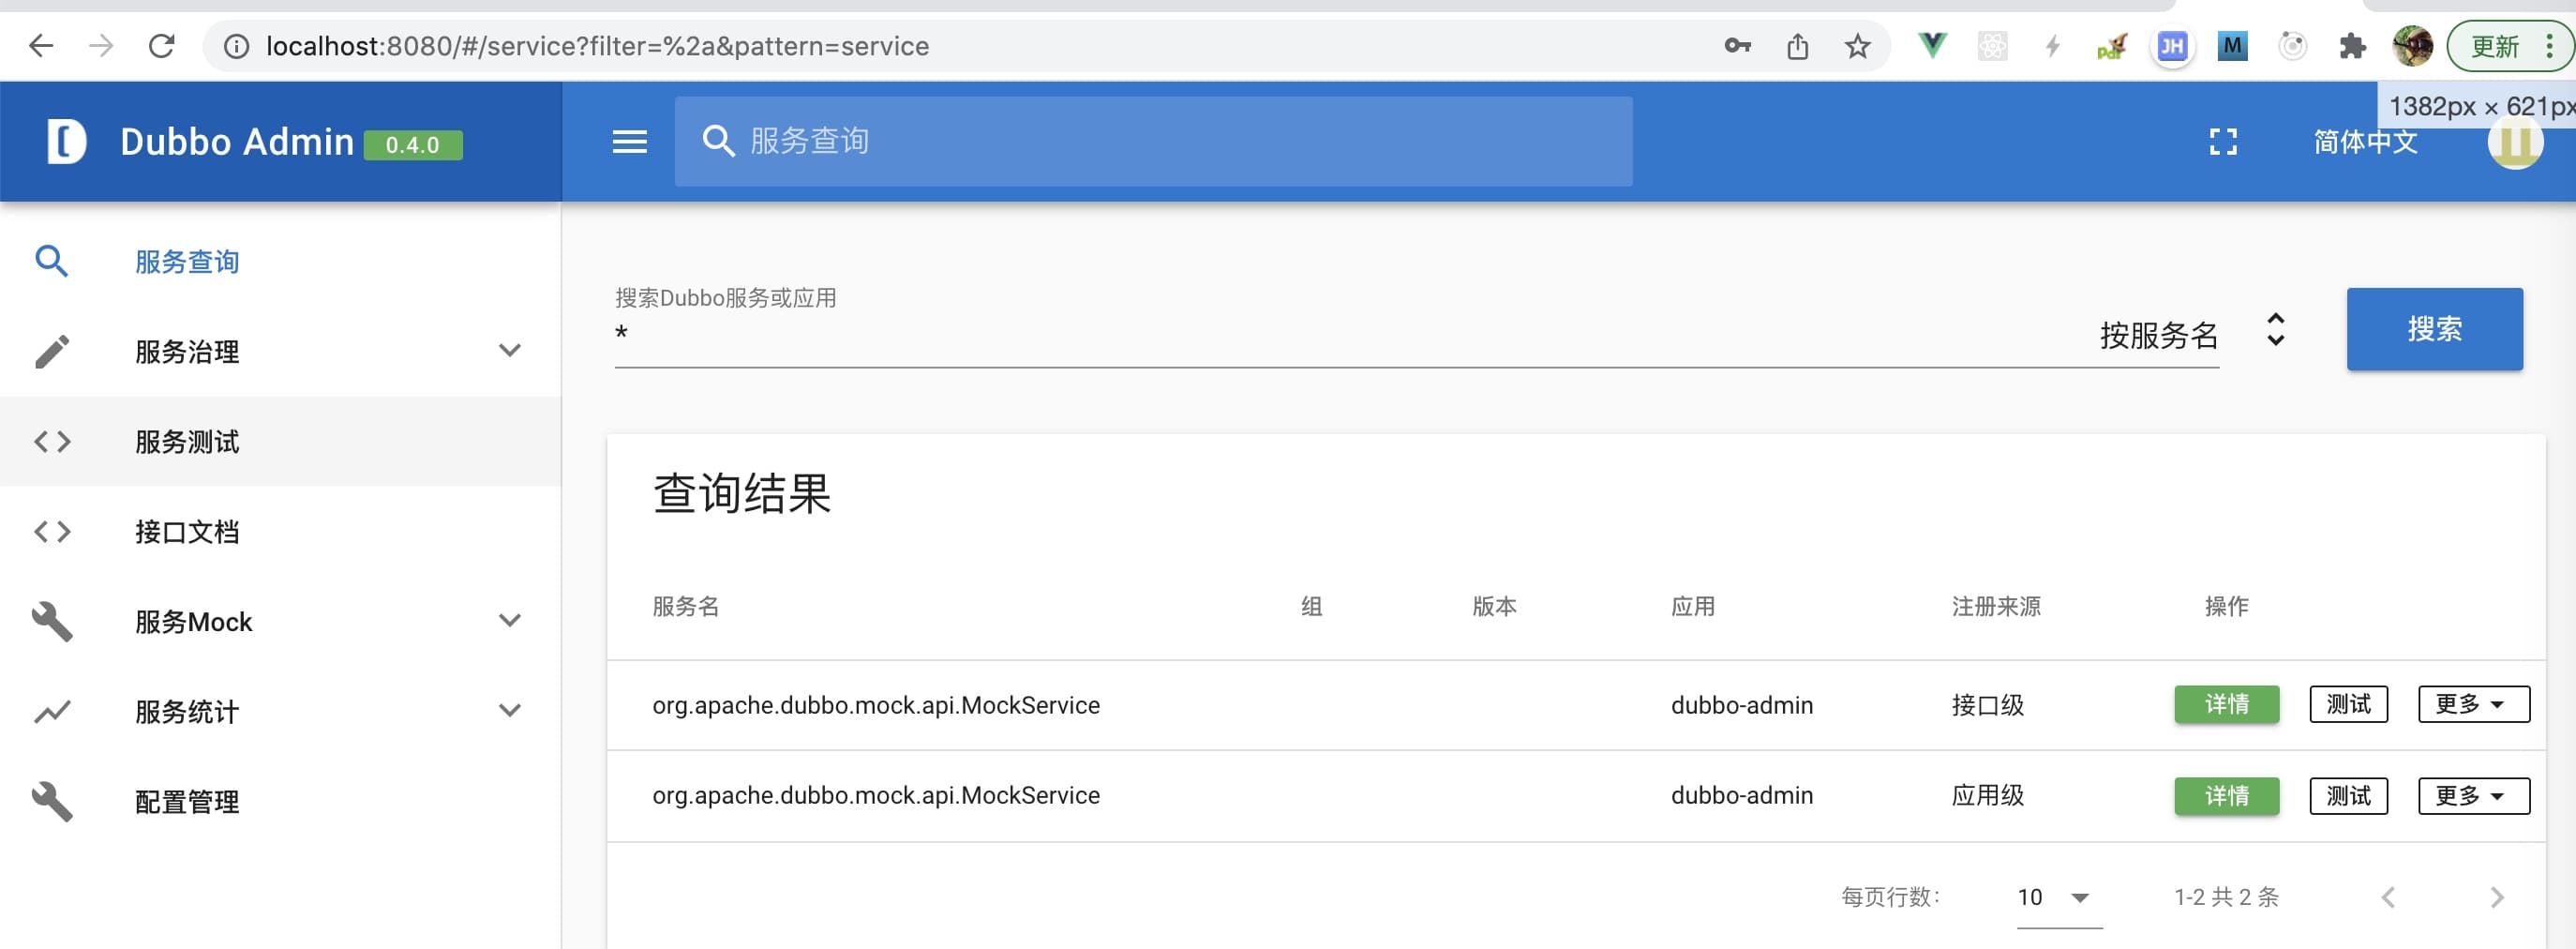 localhost:8080/#/service?filter=%2a&pattern=service
pdf
JH
M
更新
1382px × 621px
Dubbo Admin 0.4.0
服务查询
简体中文
服务查询
服务治理
服务测试
接口文档
服务Mock
服务统计
配置管理
搜索Dubbo服务或应用
*
按服务名
搜索
查询结果
服务名 组 版本 应用 注册来源 操作
org.apache.dubbo.mock.api.MockService dubbo-admin 接口级 详情 测试 更多
org.apache.dubbo.mock.api.MockService dubbo-admin 应用级 详情 测试 更多
每页行数: 10 1-2 共 2 条